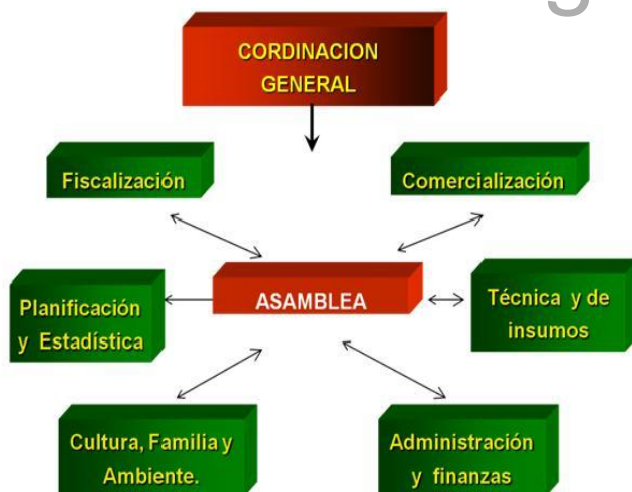 CORDINACION
GENERAL
Fiscalización
Comercialización
Planificación
y Estadística
ASAMBLEA
Técnica y de
insumos
Cultura, Familia y
Ambiente.
Administración
y finanzas